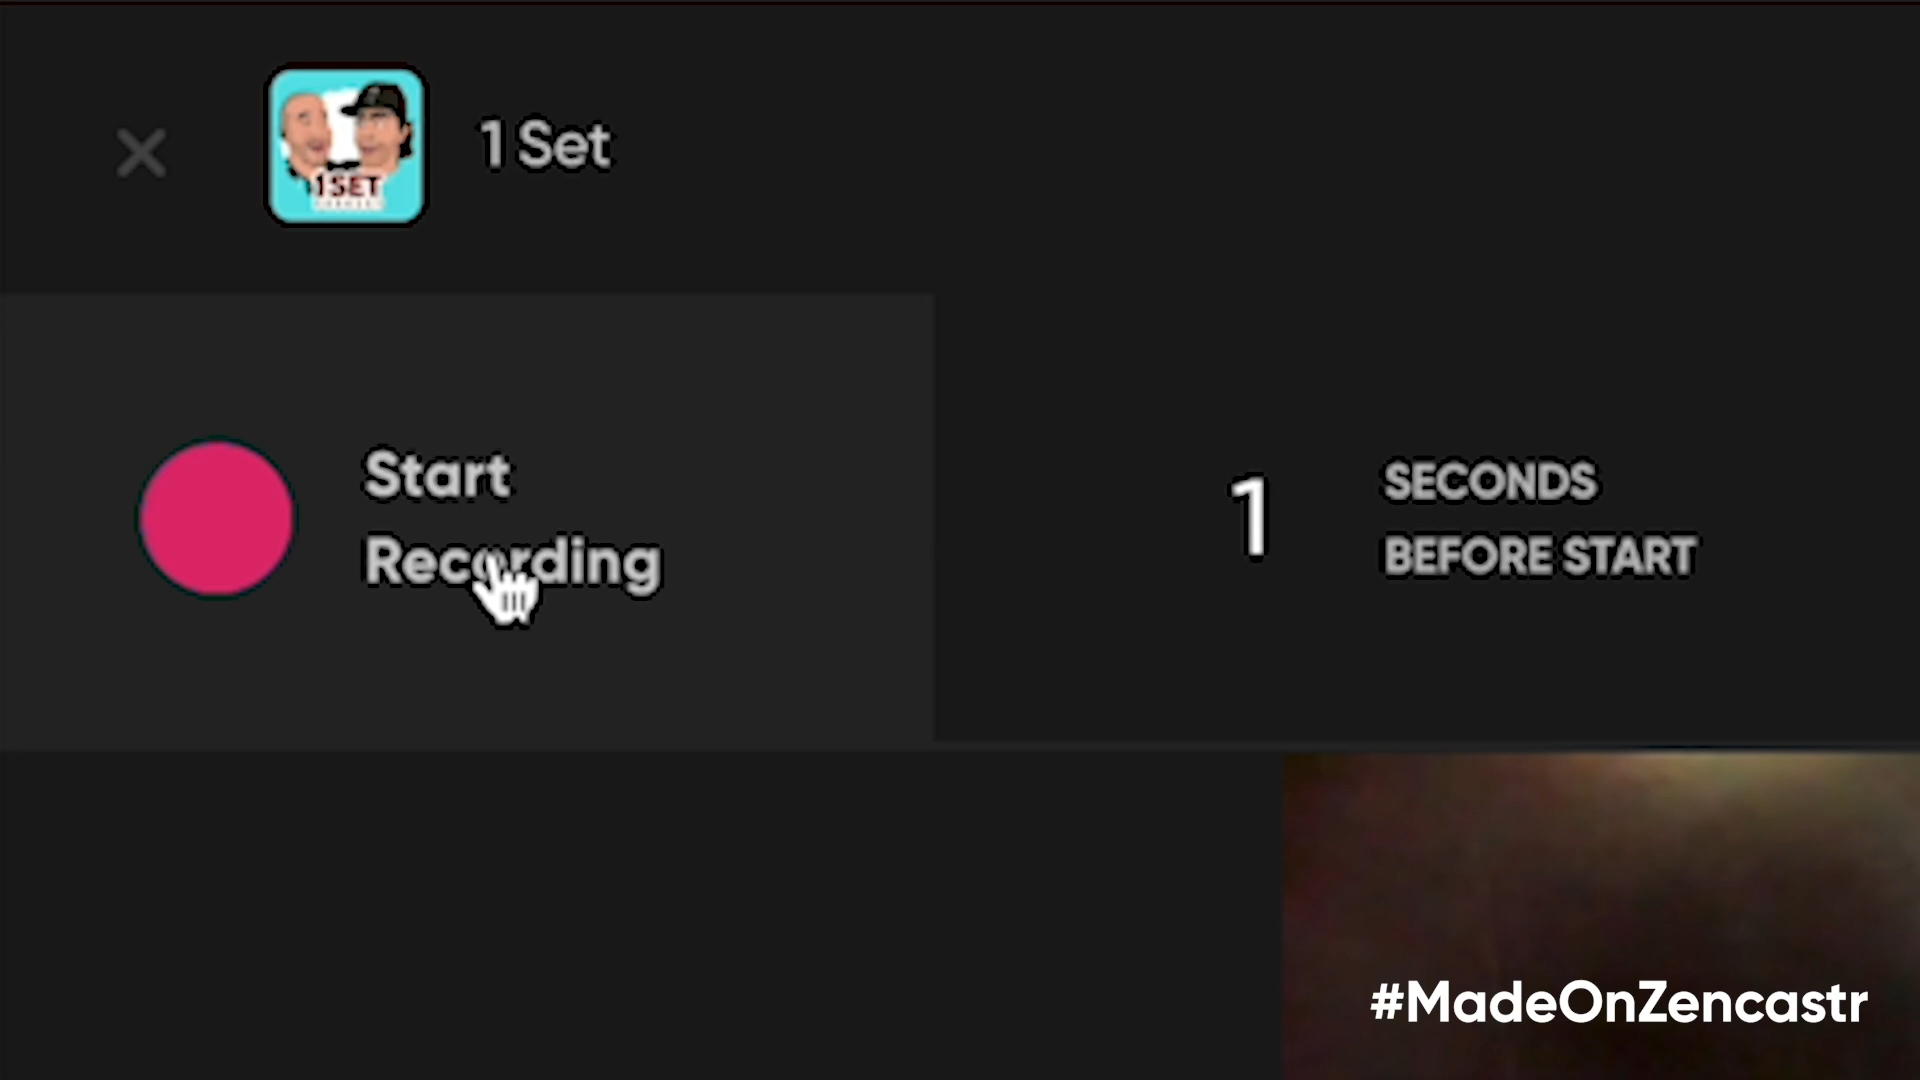 1 Set
1SET
Start
Recording
1
SECONDS
BEFORE START
#MadeOnZencastr